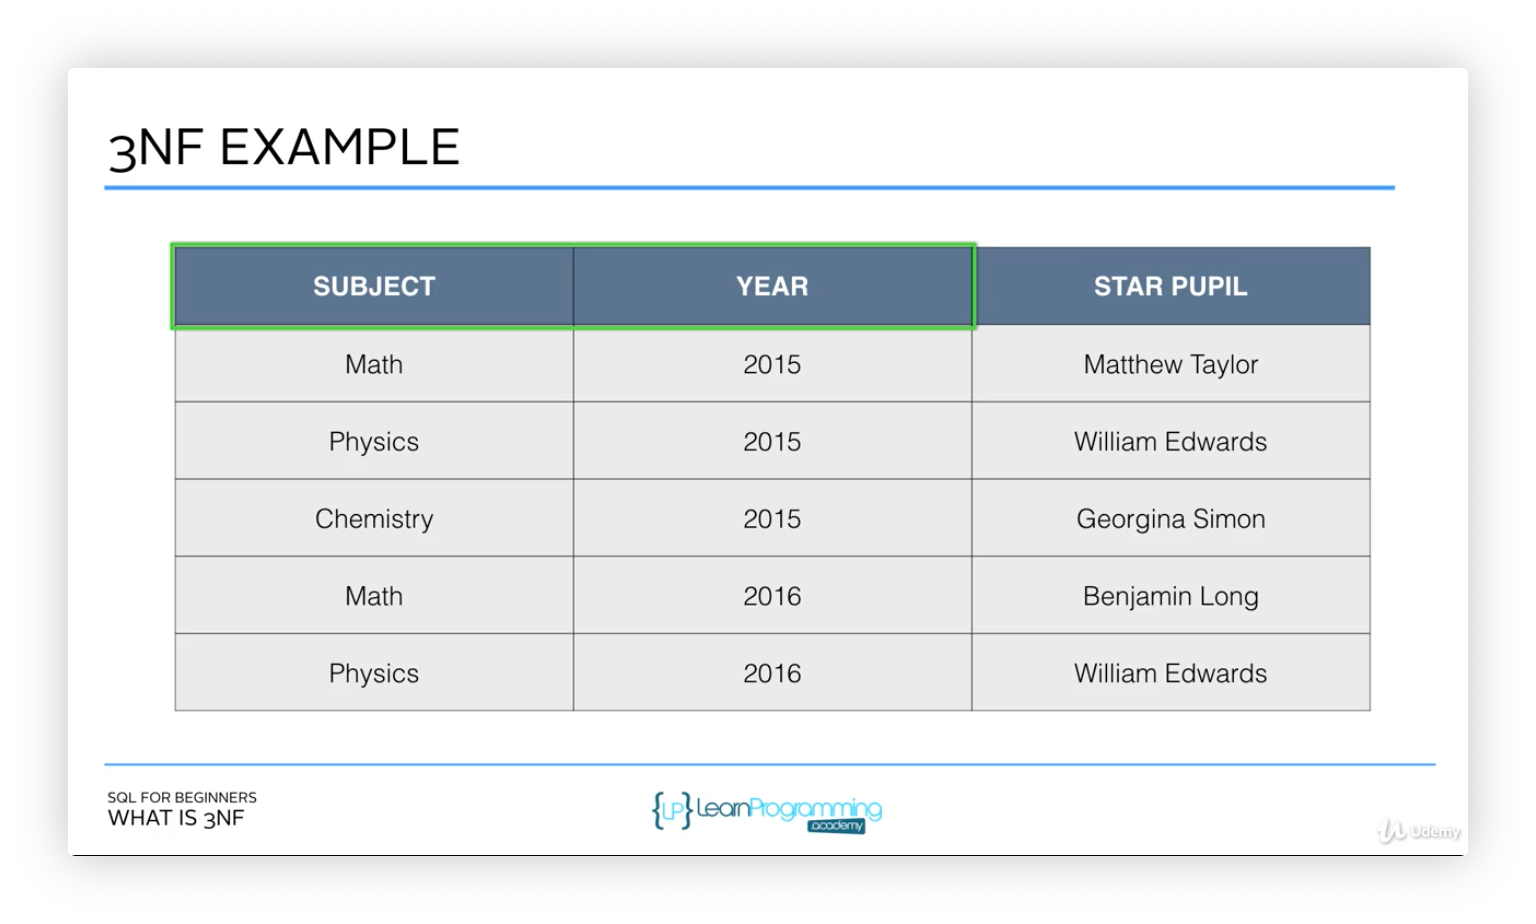 3NF EXAMPLE
SUBJECT YEAR STAR PUPIL
Math 2015 Matthew Taylor
Physics 2015 William Edwards
Chemistry 2015 Georgina Simon
Math 2016 Benjamin Long
Physics 2016 William Edwards
SQL FOR BEGINNERS
WHAT IS 3NF
{LP} LearnProgramming
.academy
Udemy